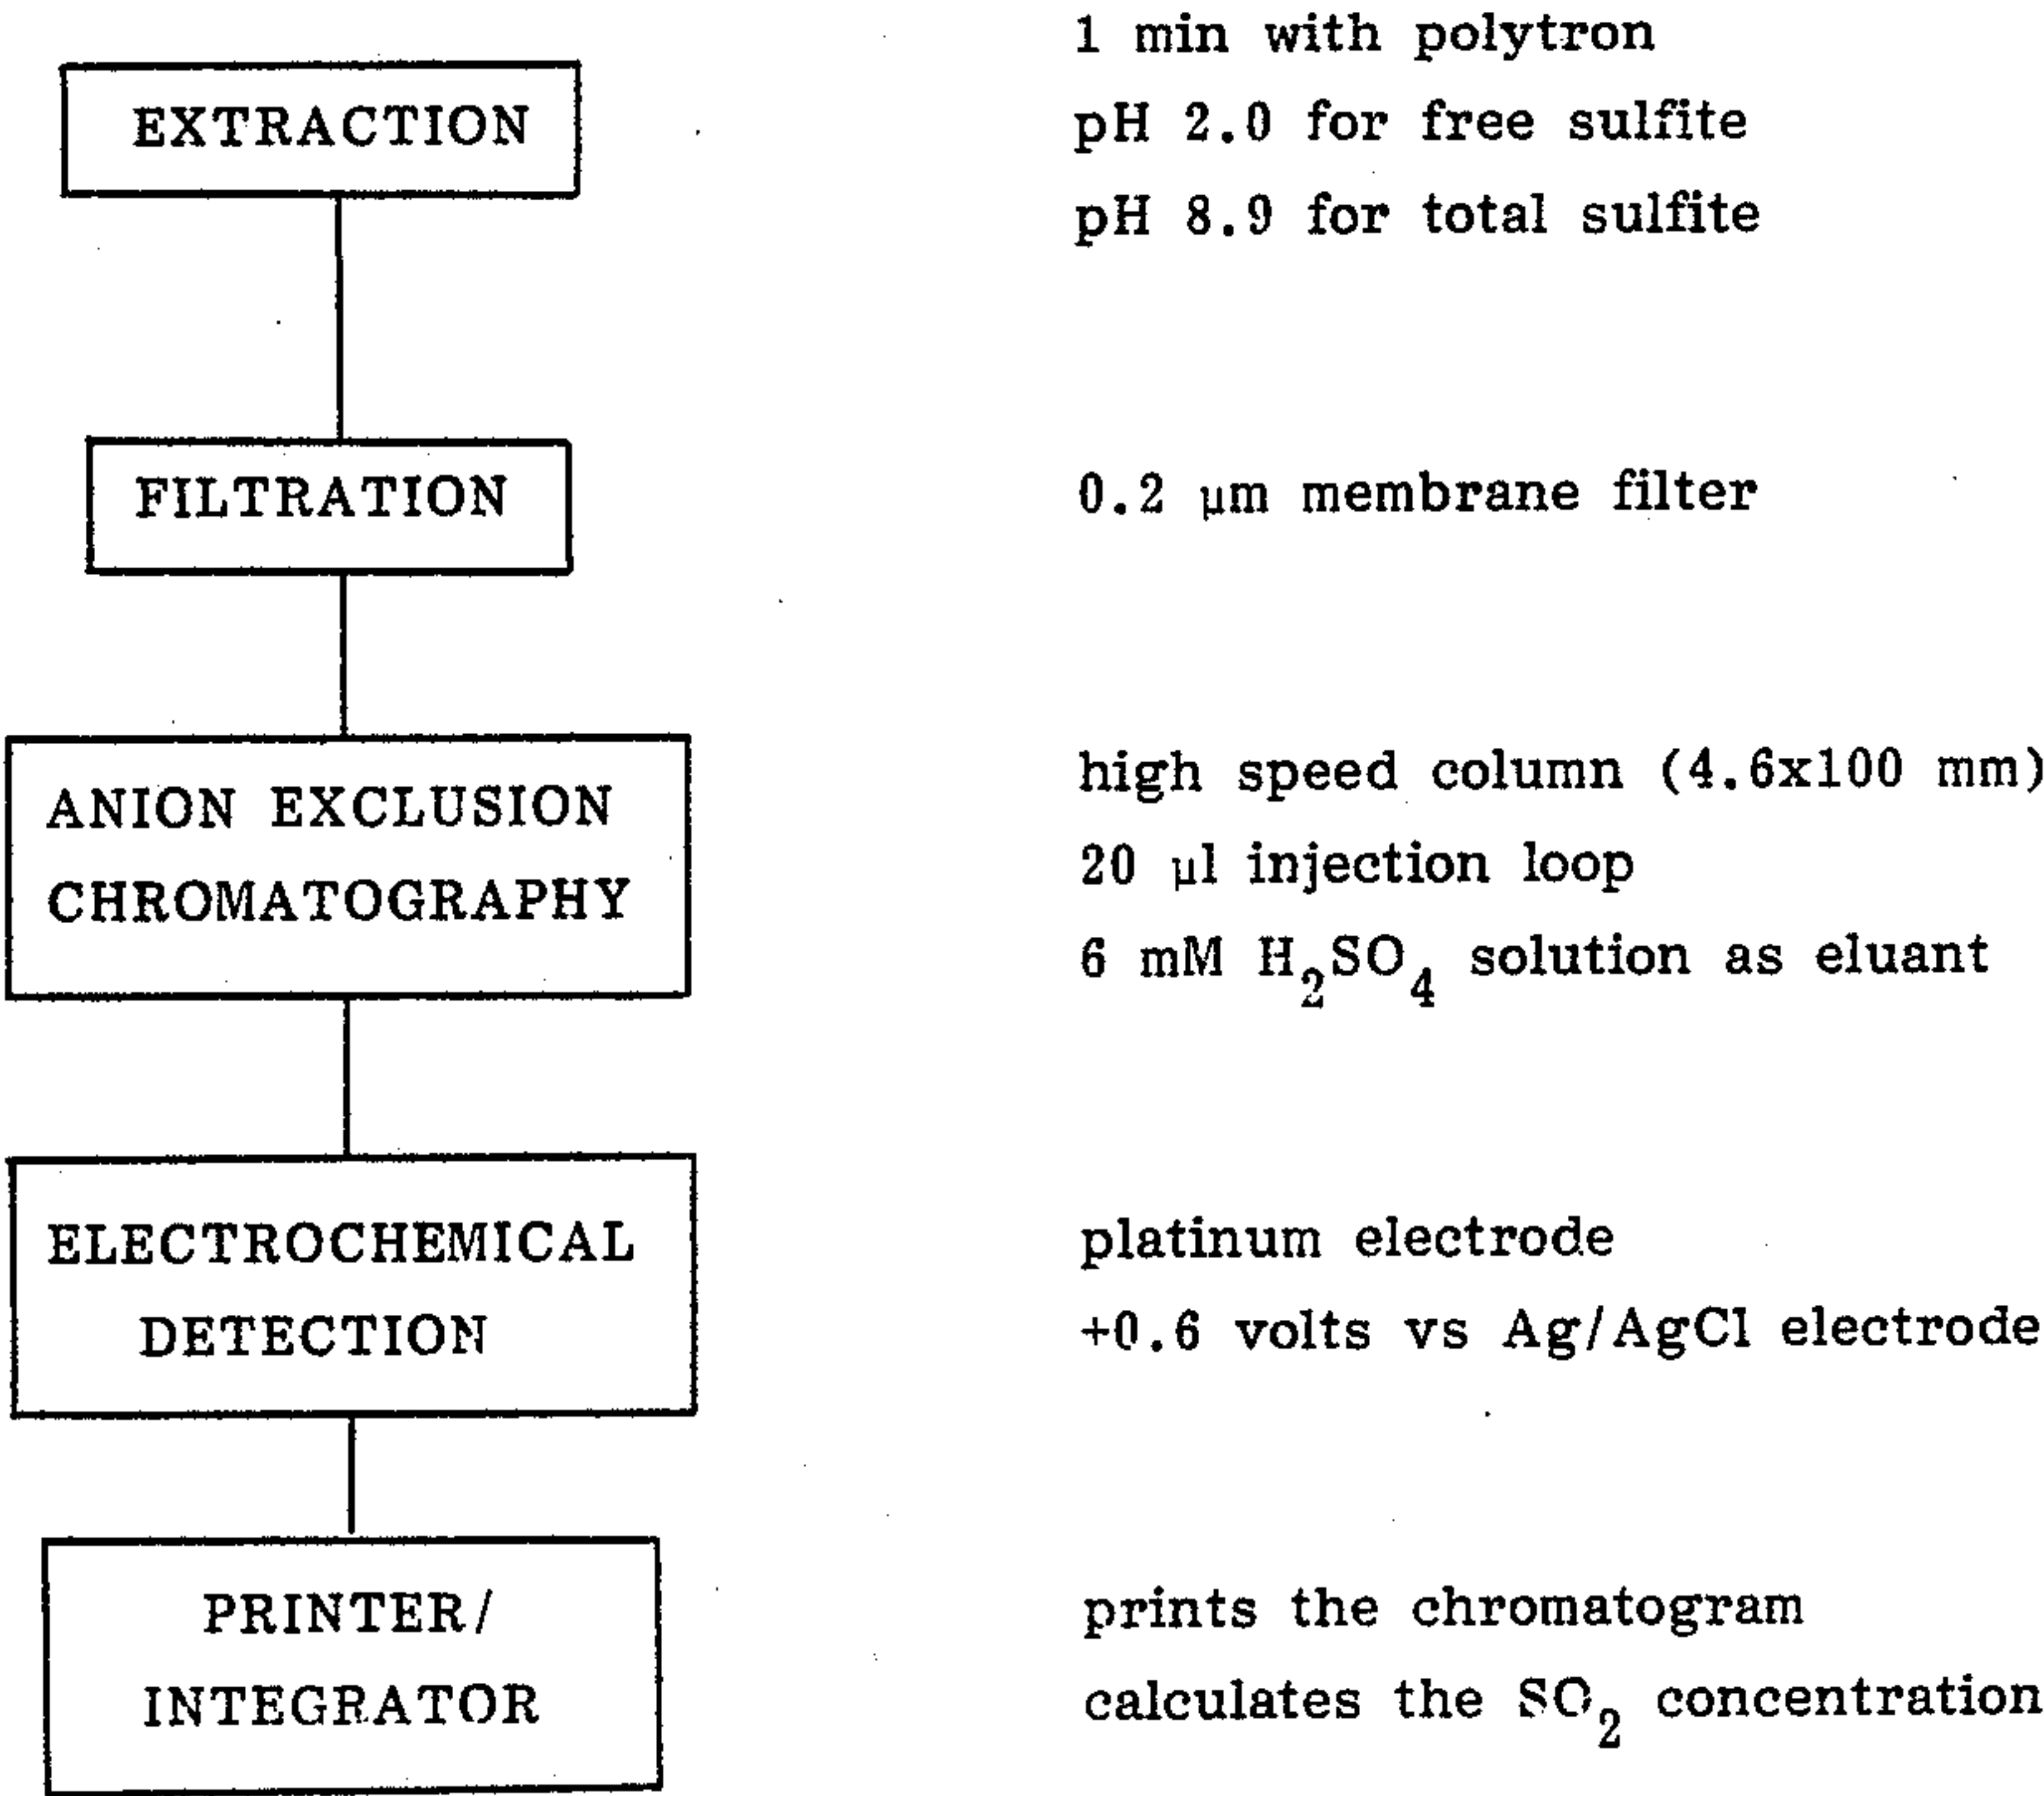 1 min with polytron
EXTRACTION
pH 2.0 for free sulfite
pH 8.9 for total sulfite
FILTRATION
0.2 µm membrane filter
ANION EXCLUSION
CHROMATOGRAPHY
high speed column (4.6x100 mm)
20 µl injection loop
6 mM H2SO4 solution as eluant
ELECTROCHEMICAL
DETECTION
platinum electrode
+0.6 volts vs Ag/AgCl electrode
PRINTER/
INTEGRATOR
prints the chromatogram
calculates the SO2 concentration